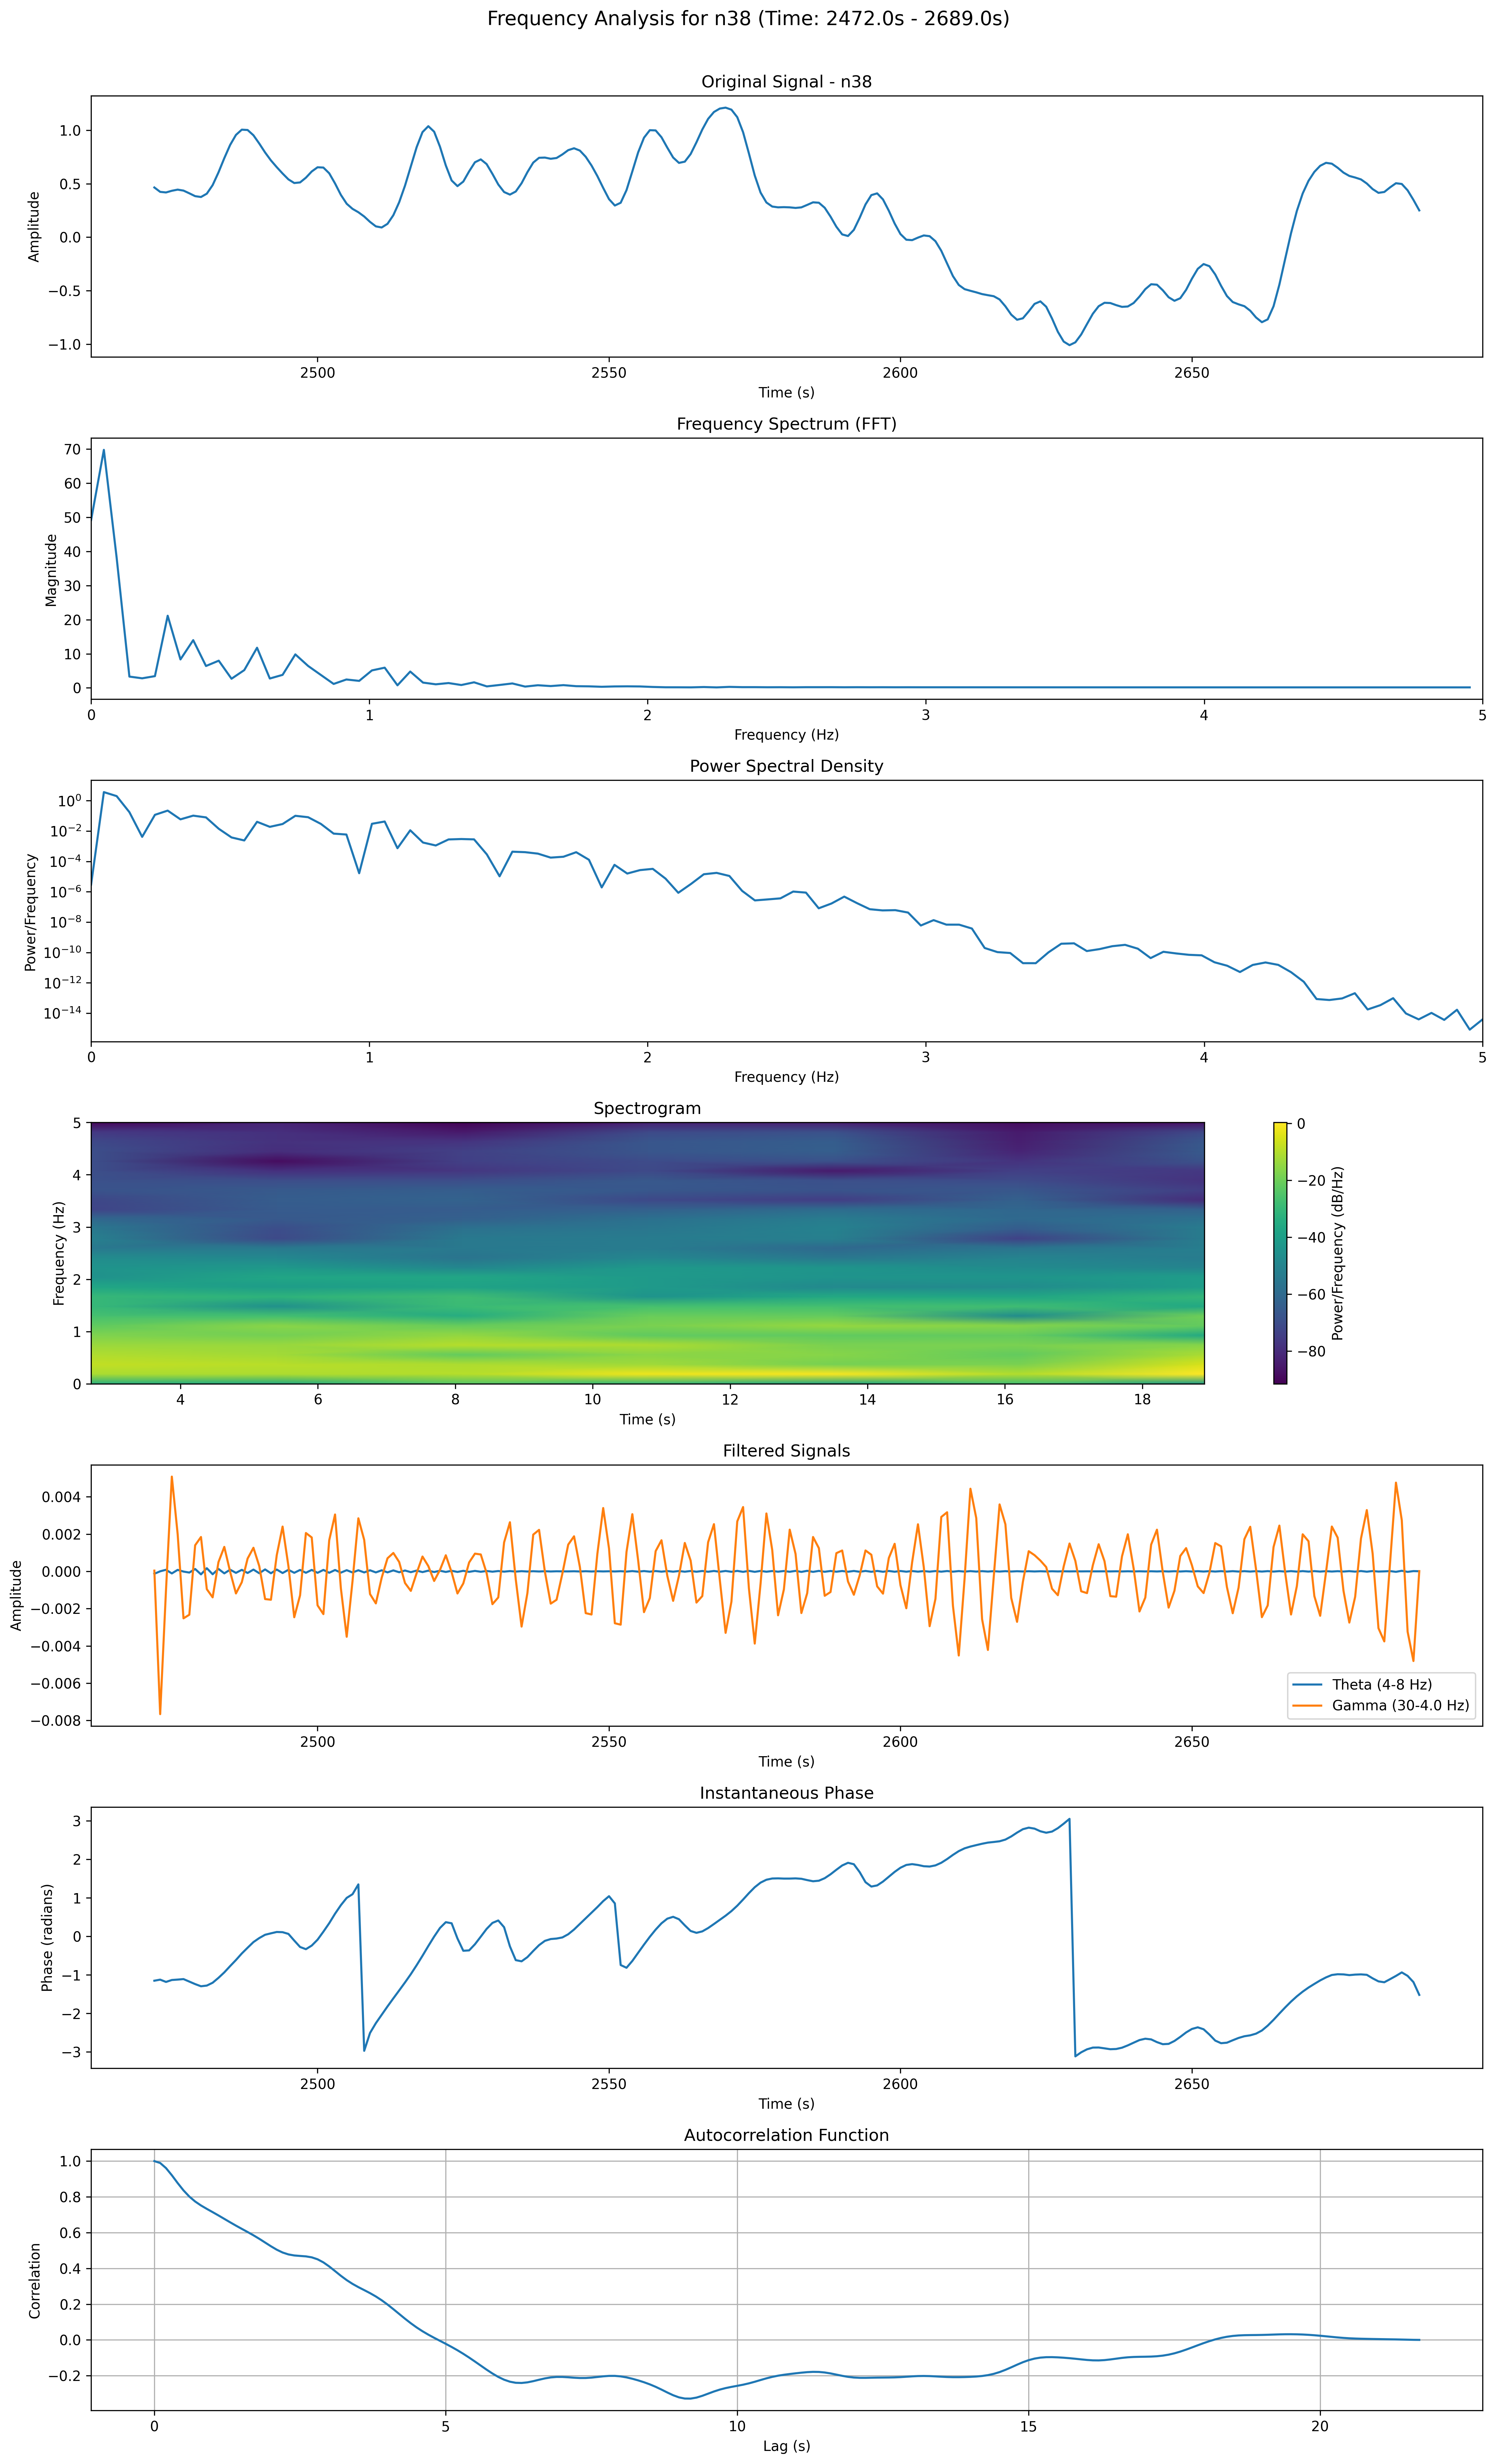 Frequency Analysis for n38 (Time: 2472.0s - 2689.0s)
Original Signal - n38
1.0
0.5
0.0
−0.5
−1.0
Amplitude
2500 2550 2600 2650
Time (s)
Frequency Spectrum (FFT)
70
60
50
40
30
20
10
0
Magnitude
0 1 2 3 4 5
Frequency (Hz)
Power Spectral Density
10⁰
10⁻²
10⁻⁴
10⁻⁶
10⁻⁸
10⁻¹⁰
10⁻¹²
10⁻¹⁴
Power/Frequency
0 1 2 3 4 5
Frequency (Hz)
Spectrogram
5
4
3
2
1
0
Frequency (Hz)
4 6 8 10 12 14 16 18
Time (s)
0
−20
−40
−60
−80
Power/Frequency (dB/Hz)
Filtered Signals
0.004
0.002
0.000
−0.002
−0.004
−0.006
−0.008
Amplitude
Theta (4-8 Hz)
Gamma (30-4.0 Hz)
2500 2550 2600 2650
Time (s)
Instantaneous Phase
3
2
1
0
−1
−2
−3
Phase (radians)
2500 2550 2600 2650
Time (s)
Autocorrelation Function
1.0
0.8
0.6
0.4
0.2
0.0
−0.2
Correlation
0 5 10 15 20
Lag (s)